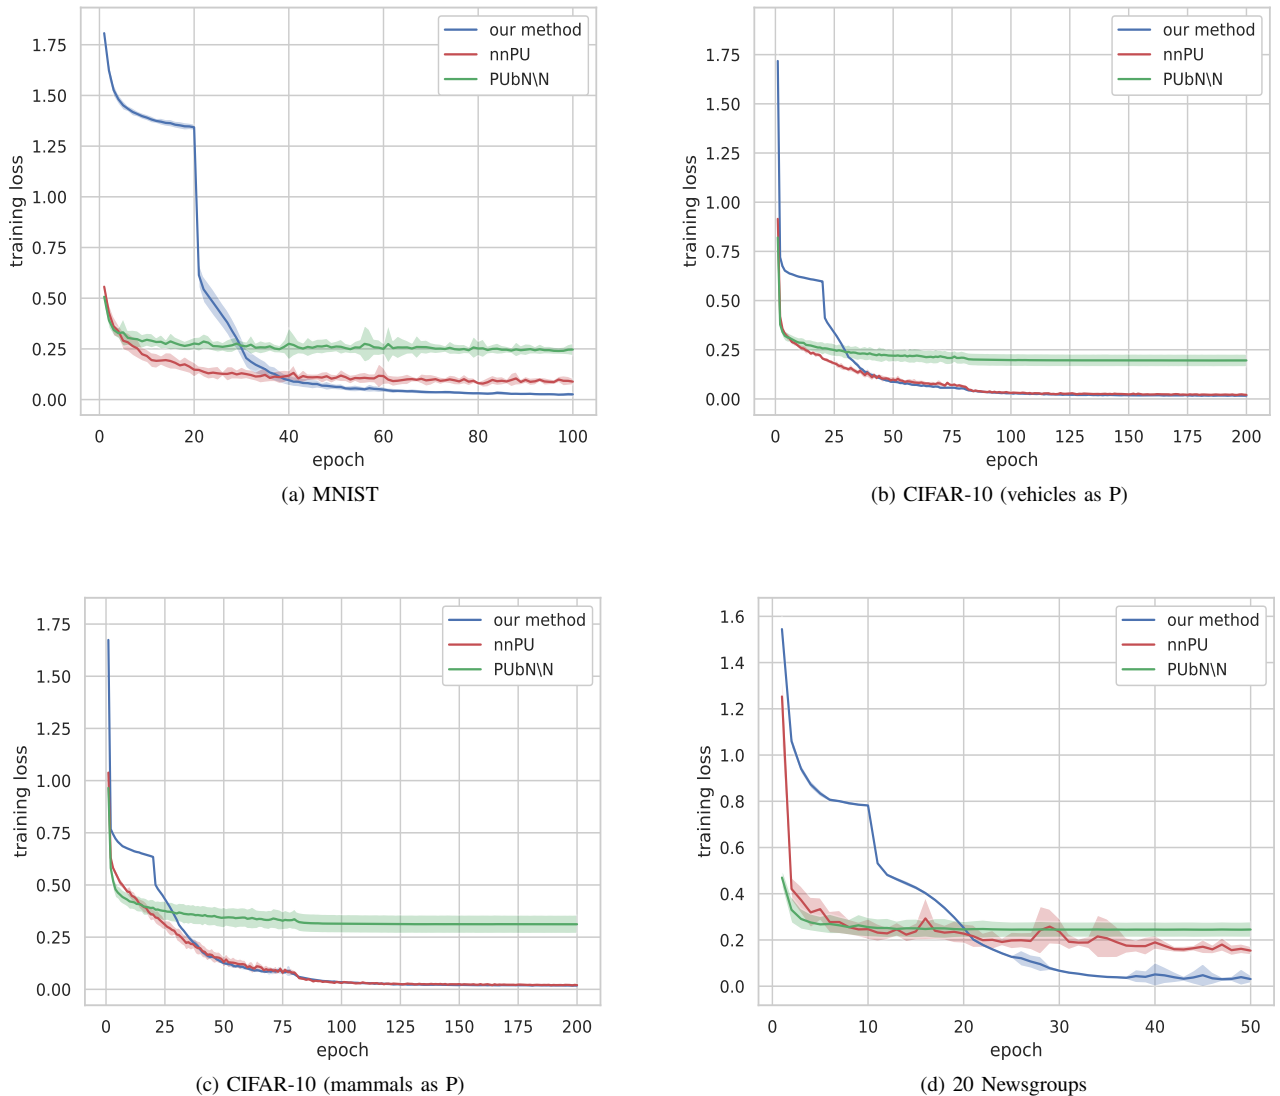 our method
nnPU
PUbN\N
1.75
1.50
1.25
1.00
0.75
0.50
0.25
0.00
training loss
0 20 40 60 80 100
epoch
(a) MNIST
our method
nnPU
PUbN\N
1.75
1.50
1.25
1.00
0.75
0.50
0.25
0.00
training loss
0 25 50 75 100 125 150 175 200
epoch
(b) CIFAR-10 (vehicles as P)
our method
nnPU
PUbN\N
1.75
1.50
1.25
1.00
0.75
0.50
0.25
0.00
training loss
0 25 50 75 100 125 150 175 200
epoch
(c) CIFAR-10 (mammals as P)
our method
nnPU
PUbN\N
1.6
1.4
1.2
1.0
0.8
0.6
0.4
0.2
0.0
training loss
0 10 20 30 40 50
epoch
(d) 20 Newsgroups